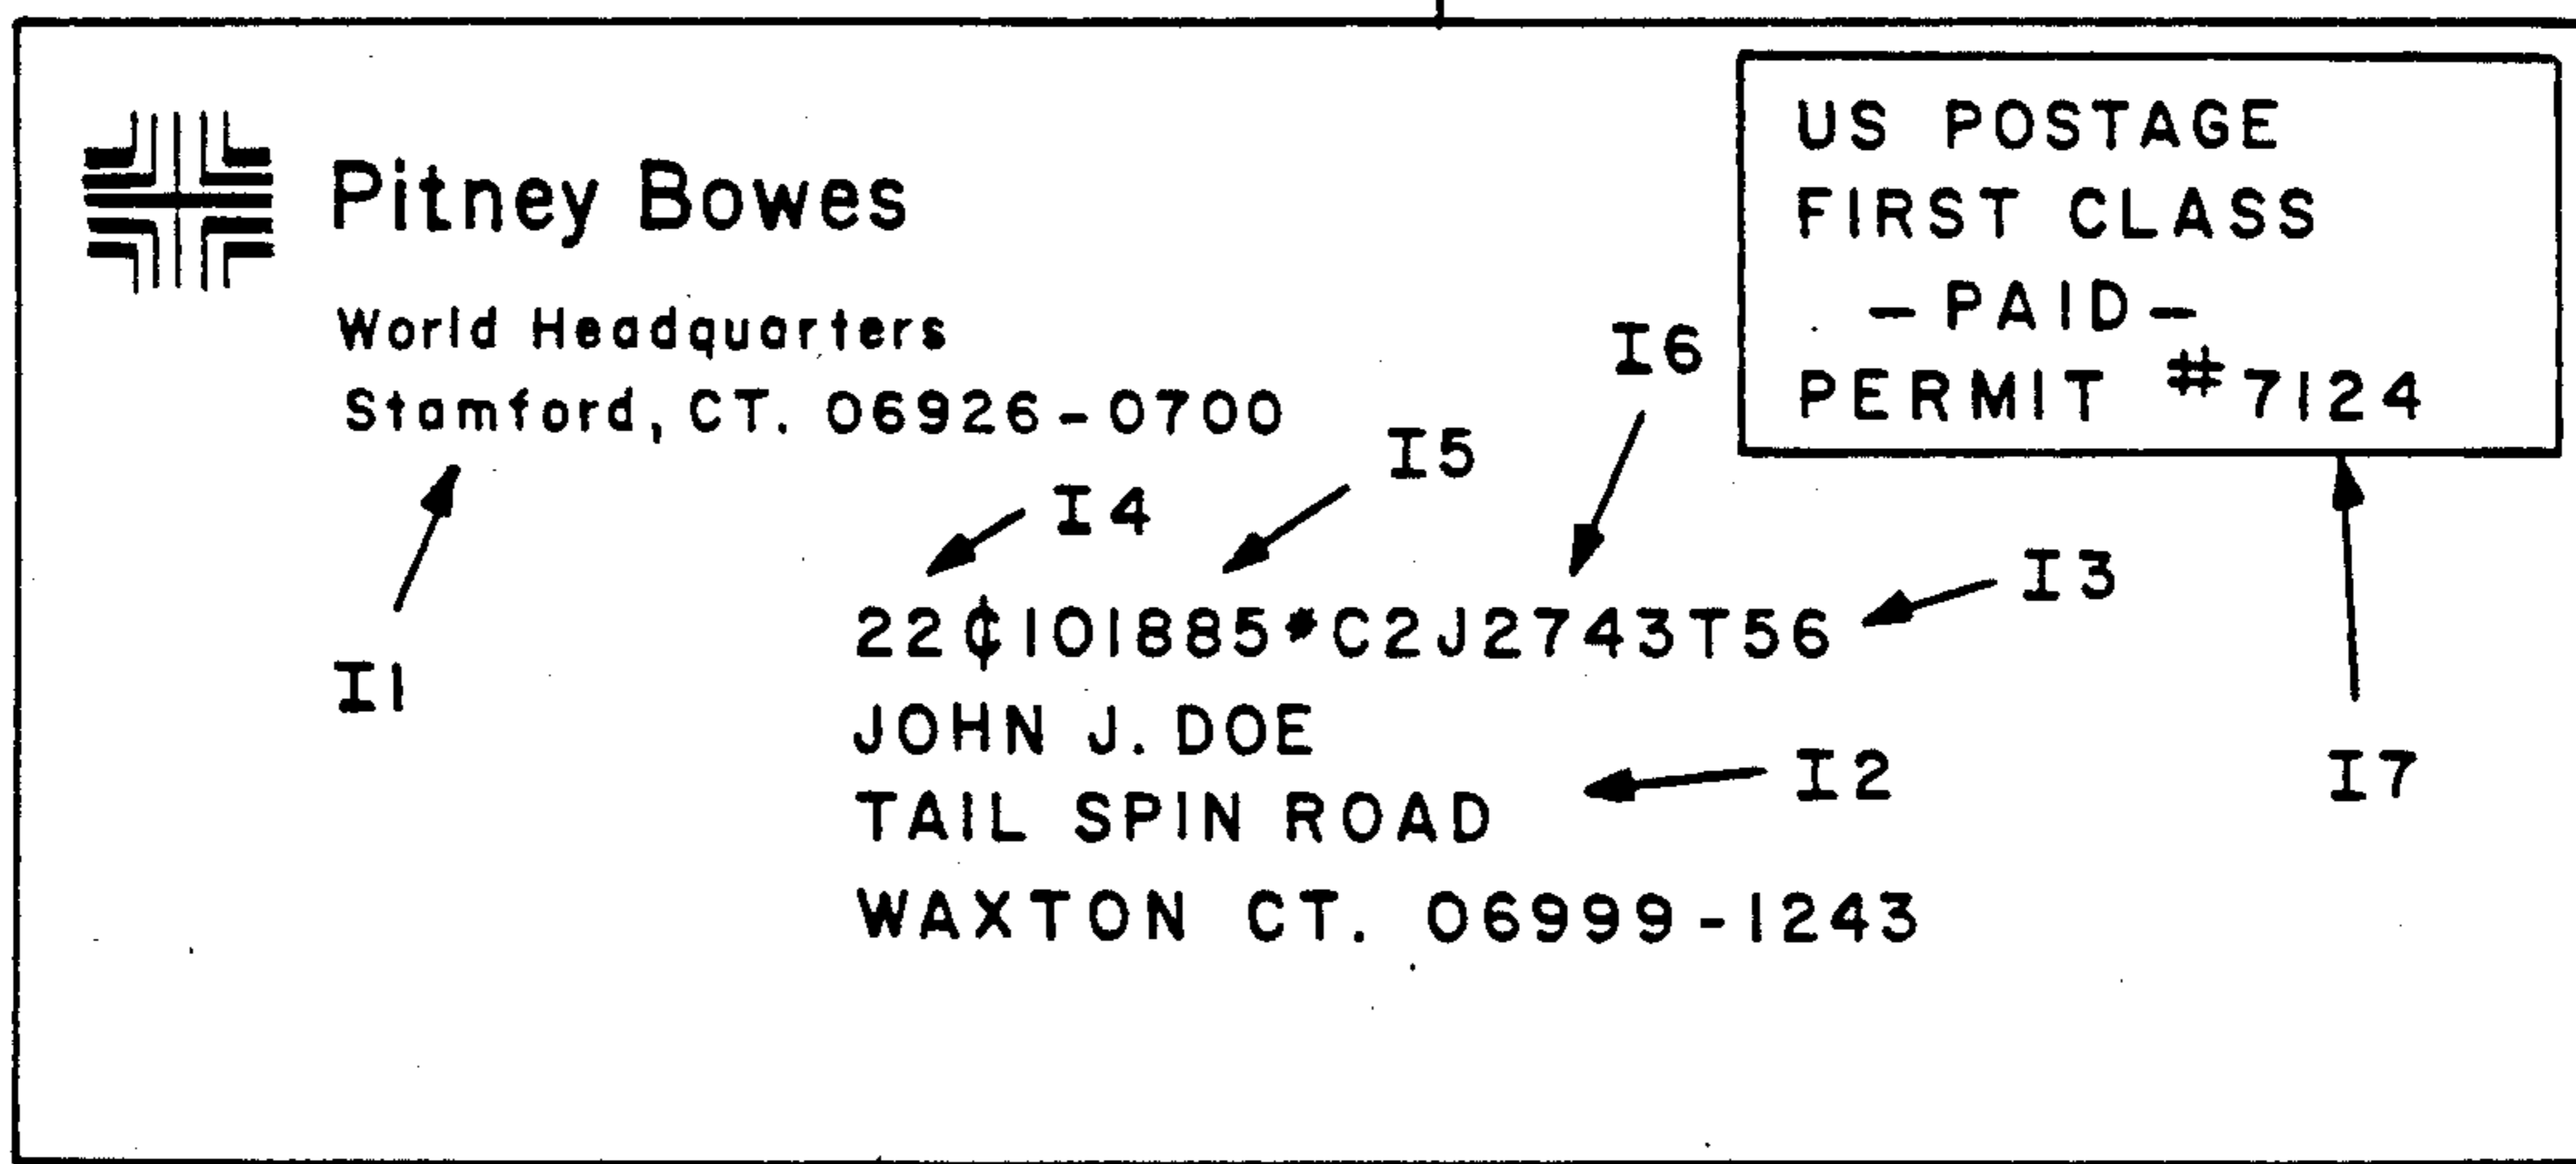 US POSTAGE
FIRST CLASS
- PAID -
PERMIT #7124
Pitney Bowes
World Headquarters
Stamford, CT. 06926-0700
I6
I5
I4
I3
22¢101885*C2J2743T56
I1
JOHN J. DOE
TAIL SPIN ROAD
I2
I7
WAXTON CT. 06999-1243